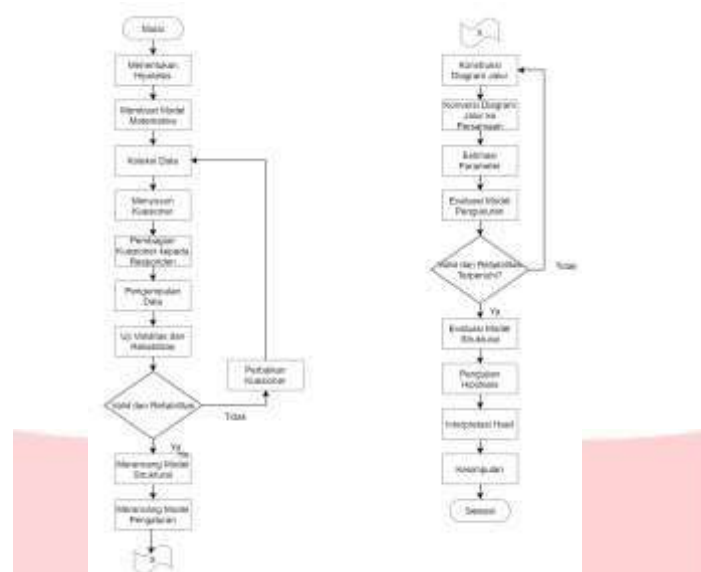 Mulai
Menentukan
Hipotesis
Membuat Model
Matematika
Koleksi Data
Menyusun
Kuesioner
Pembagian
Kuesioner kepada
Responden
Pengumpulan
Data
Uji Validitas dan
Reliabilitas
Valid dan Reliabilitas
Tidak
Perbaikan
Kuesioner
Ya
Merancang Model
Struktural
Merancang Model
Pengukuran
Konstruksi
Diagram Jalur
Konversi Diagram
Jalur ke
Persamaan
Estimasi
Parameter
Evaluasi Model
Pengukuran
Valid dan Reliabilitas
Terpenuhi?
Tidak
Ya
Evaluasi Model
Struktural
Pengujian
Hipotesis
Interpretasi Hasil
Kesimpulan
Selesai